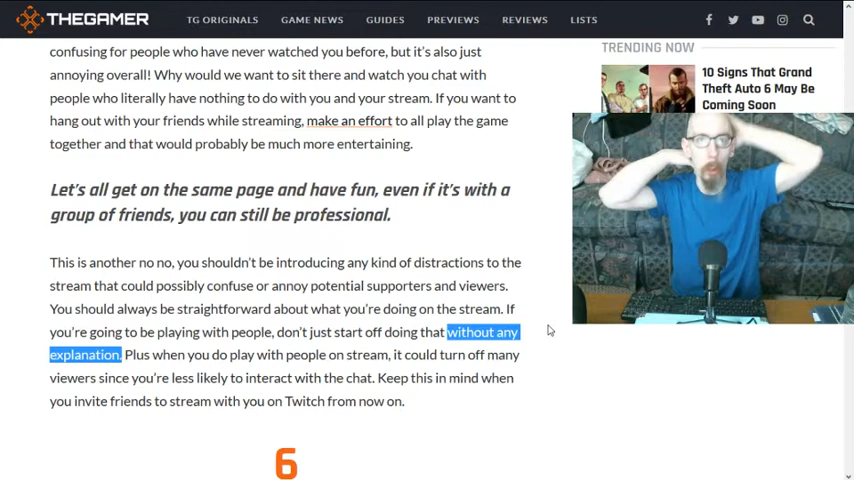 THEGAMER
TG ORIGINALS GAME NEWS GUIDES PREVIEWS REVIEWS LISTS
confusing for people who have never watched you before, but it's also just
annoying overall! Why would we want to sit there and watch you chat with
people who literally have nothing to do with you and your stream. If you want to
hang out with your friends while streaming, make an effort to all play the game
together and that would probably be much more entertaining.
Let's all get on the same page and have fun, even if it's with a
group of friends, you can still be professional.
This is another no no, you shouldn't be introducing any kind of distractions to the
stream that could possibly confuse or annoy potential supporters and viewers.
You should always be straightforward about what you're doing on the stream. If
you're going to be playing with people, don't just start off doing that without any
explanation. Plus when you do play with people on stream, it could turn off many
viewers since you're less likely to interact with the chat. Keep this in mind when
you invite friends to stream with you on Twitch from now on.
6
TRENDING NOW
10 Signs That Grand
Theft Auto 6 May Be
Coming Soon